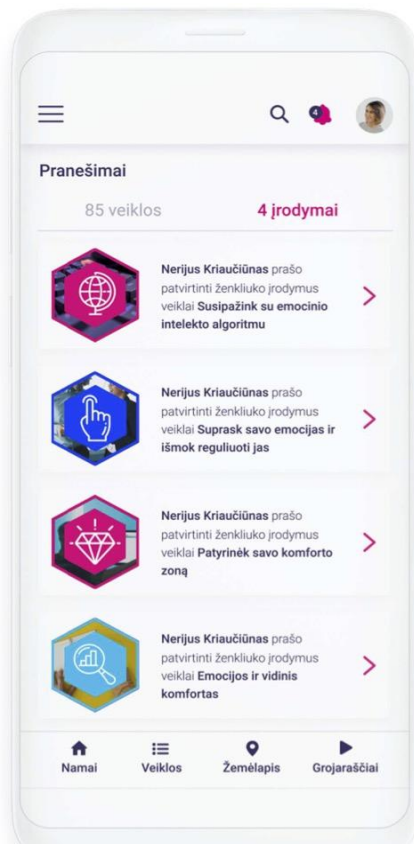 4
Pranešimai
85 veiklos
4 įrodymai
Nerijus Kriaučiūnas prašo
patvirtinti ženkliuko įrodymus
veiklai Susipažink su emocinio
intelekto algoritmu
Nerijus Kriaučiūnas prašo
patvirtinti ženkliuko įrodymus
veiklai Suprask savo emocijas ir
išmok reguliuoti jas
Nerijus Kriaučiūnas prašo
patvirtinti ženkliuko įrodymus
veiklai Patyrinėk savo komforto
zoną
Nerijus Kriaučiūnas prašo
patvirtinti ženkliuko įrodymus
veiklai Emocijos ir vidinis
komfortas
Namai
Veiklos
Žemėlapis
Grojaraščiai